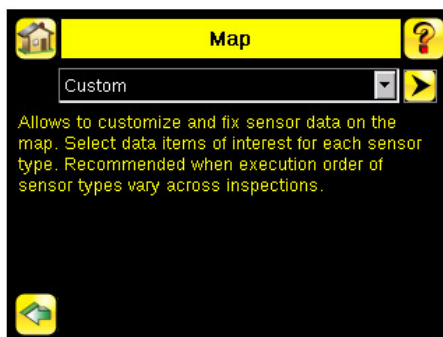 Map
?
Custom
Allows to customize and fix sensor data on the
map. Select data items of interest for each sensor
type. Recommended when execution order of
sensor types vary across inspections.